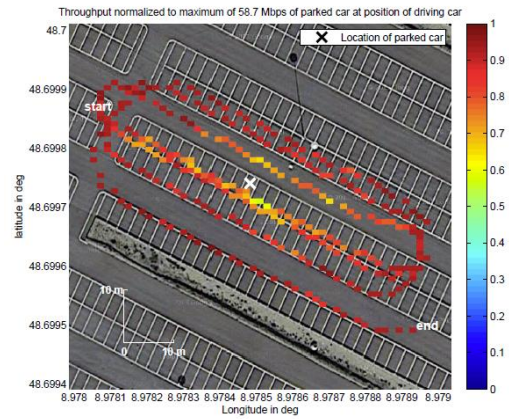 Throughput normalized to maximum of 58.7 Mbps of parked car at position of driving car
Location of parked car
start
end
10 m
0
10 m
48.7
48.6999
48.6998
48.6997
48.6996
48.6995
48.6994
latitude in deg
8.978 8.9781 8.9782 8.9783 8.9784 8.9785 8.9786 8.9787 8.9788 8.9789 8.979
Longitude in deg
1
0.9
0.8
0.7
0.6
0.5
0.4
0.3
0.2
0.1
0